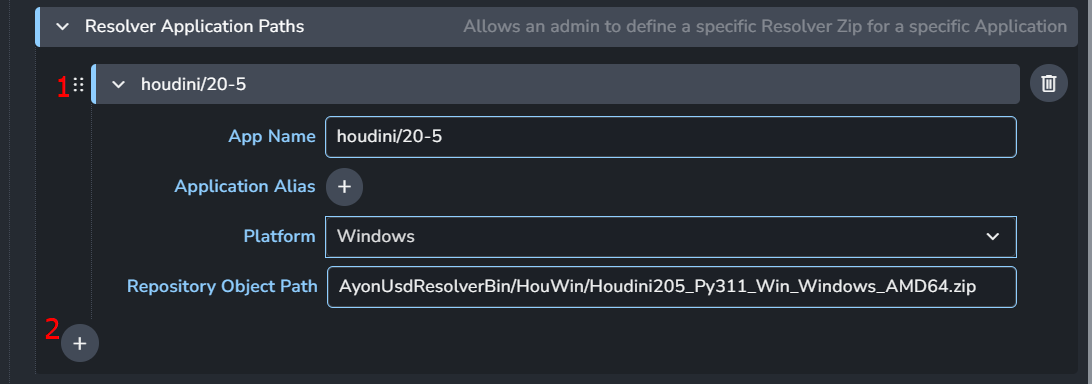 Resolver Application Paths Allows an admin to define a specific Resolver Zip for a specific Application
1 houdini/20-5
App Name houdini/20-5
Application Alias +
Platform Windows
Repository Object Path AyonUsdResolverBin/HouWin/Houdini205_Py311_Win_Windows_AMD64.zip
2 +